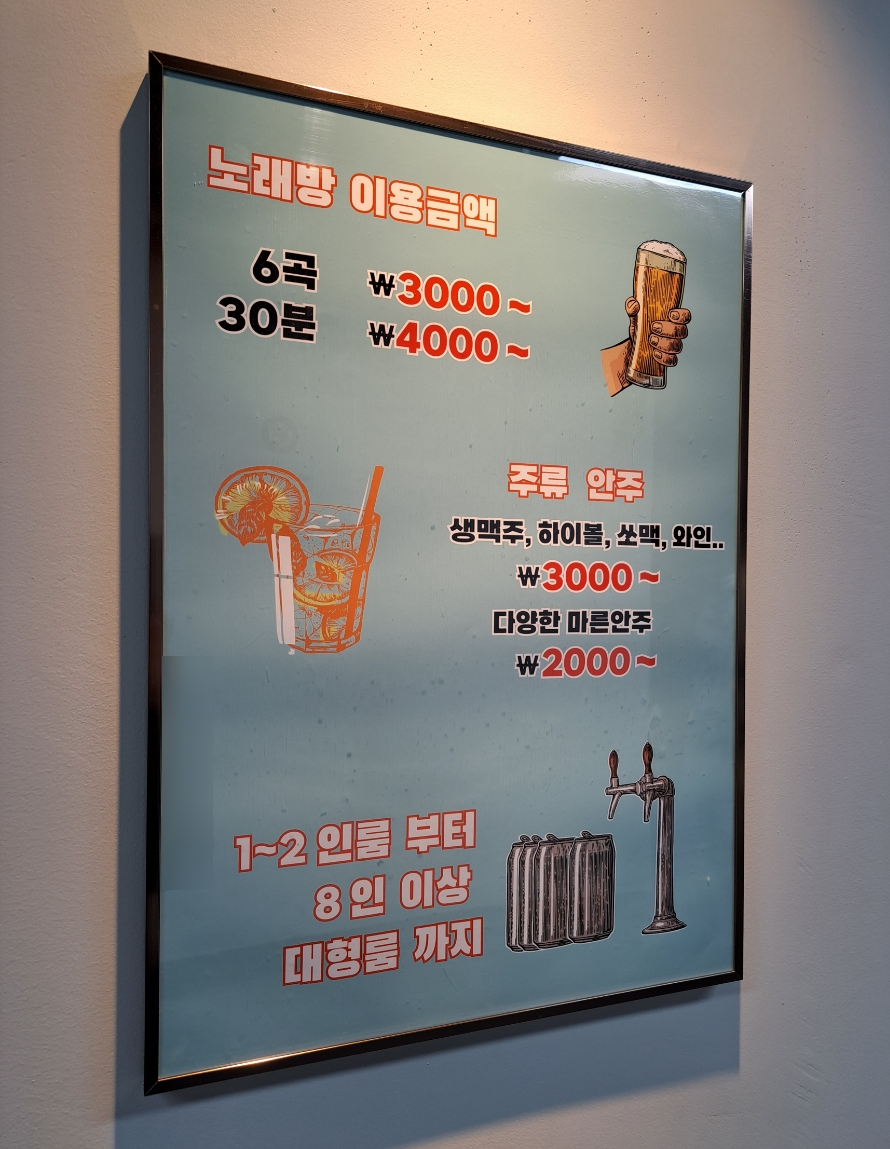 노래방 이용금액
6곡 ₩3000~
30분 ₩4000~
주류 안주
생맥주, 하이볼, 쏘맥, 와인..
₩3000~
다양한 마른안주
₩2000~
1~2 인룸 부터
8인 이상
대형룸 까지